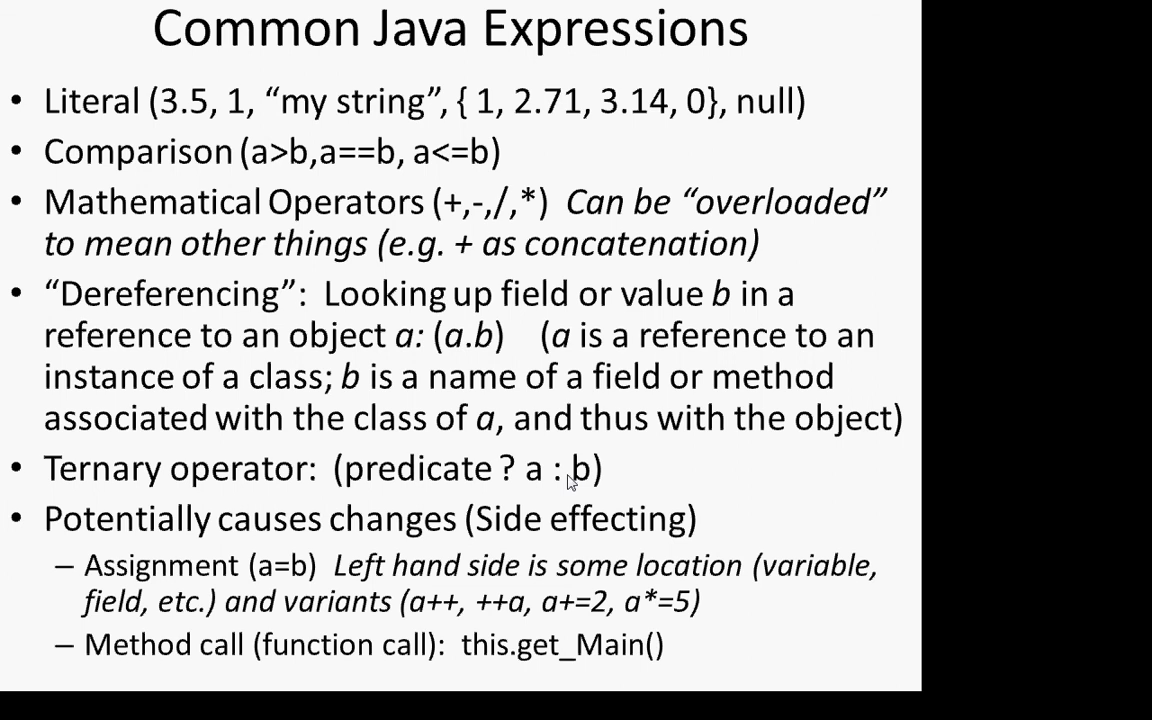 Common Java Expressions
• Literal (3.5, 1, “my string”, { 1, 2.71, 3.14, 0}, null)
• Comparison (a>b,a==b, a<=b)
• Mathematical Operators (+,-,/,*) Can be “overloaded”
to mean other things (e.g. + as concatenation)
• “Dereferencing”: Looking up field or value b in a
reference to an object a: (a.b) (a is a reference to an
instance of a class; b is a name of a field or method
associated with the class of a, and thus with the object)
• Ternary operator: (predicate ? a : b)
• Potentially causes changes (Side effecting)
– Assignment (a=b) Left hand side is some location (variable,
field, etc.) and variants (a++, ++a, a+=2, a*=5)
– Method call (function call): this.get_Main()